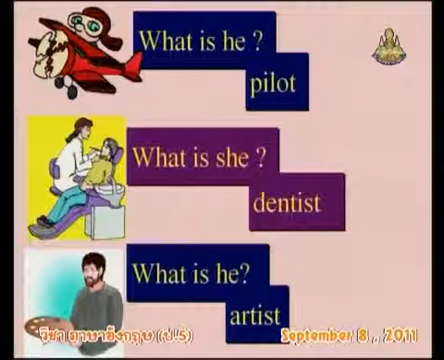 What is he ?
pilot
What is she ?
dentist
What is he?
artist
วิชา ภาษาอังกฤษ (ป.5)
September 8 , 2011